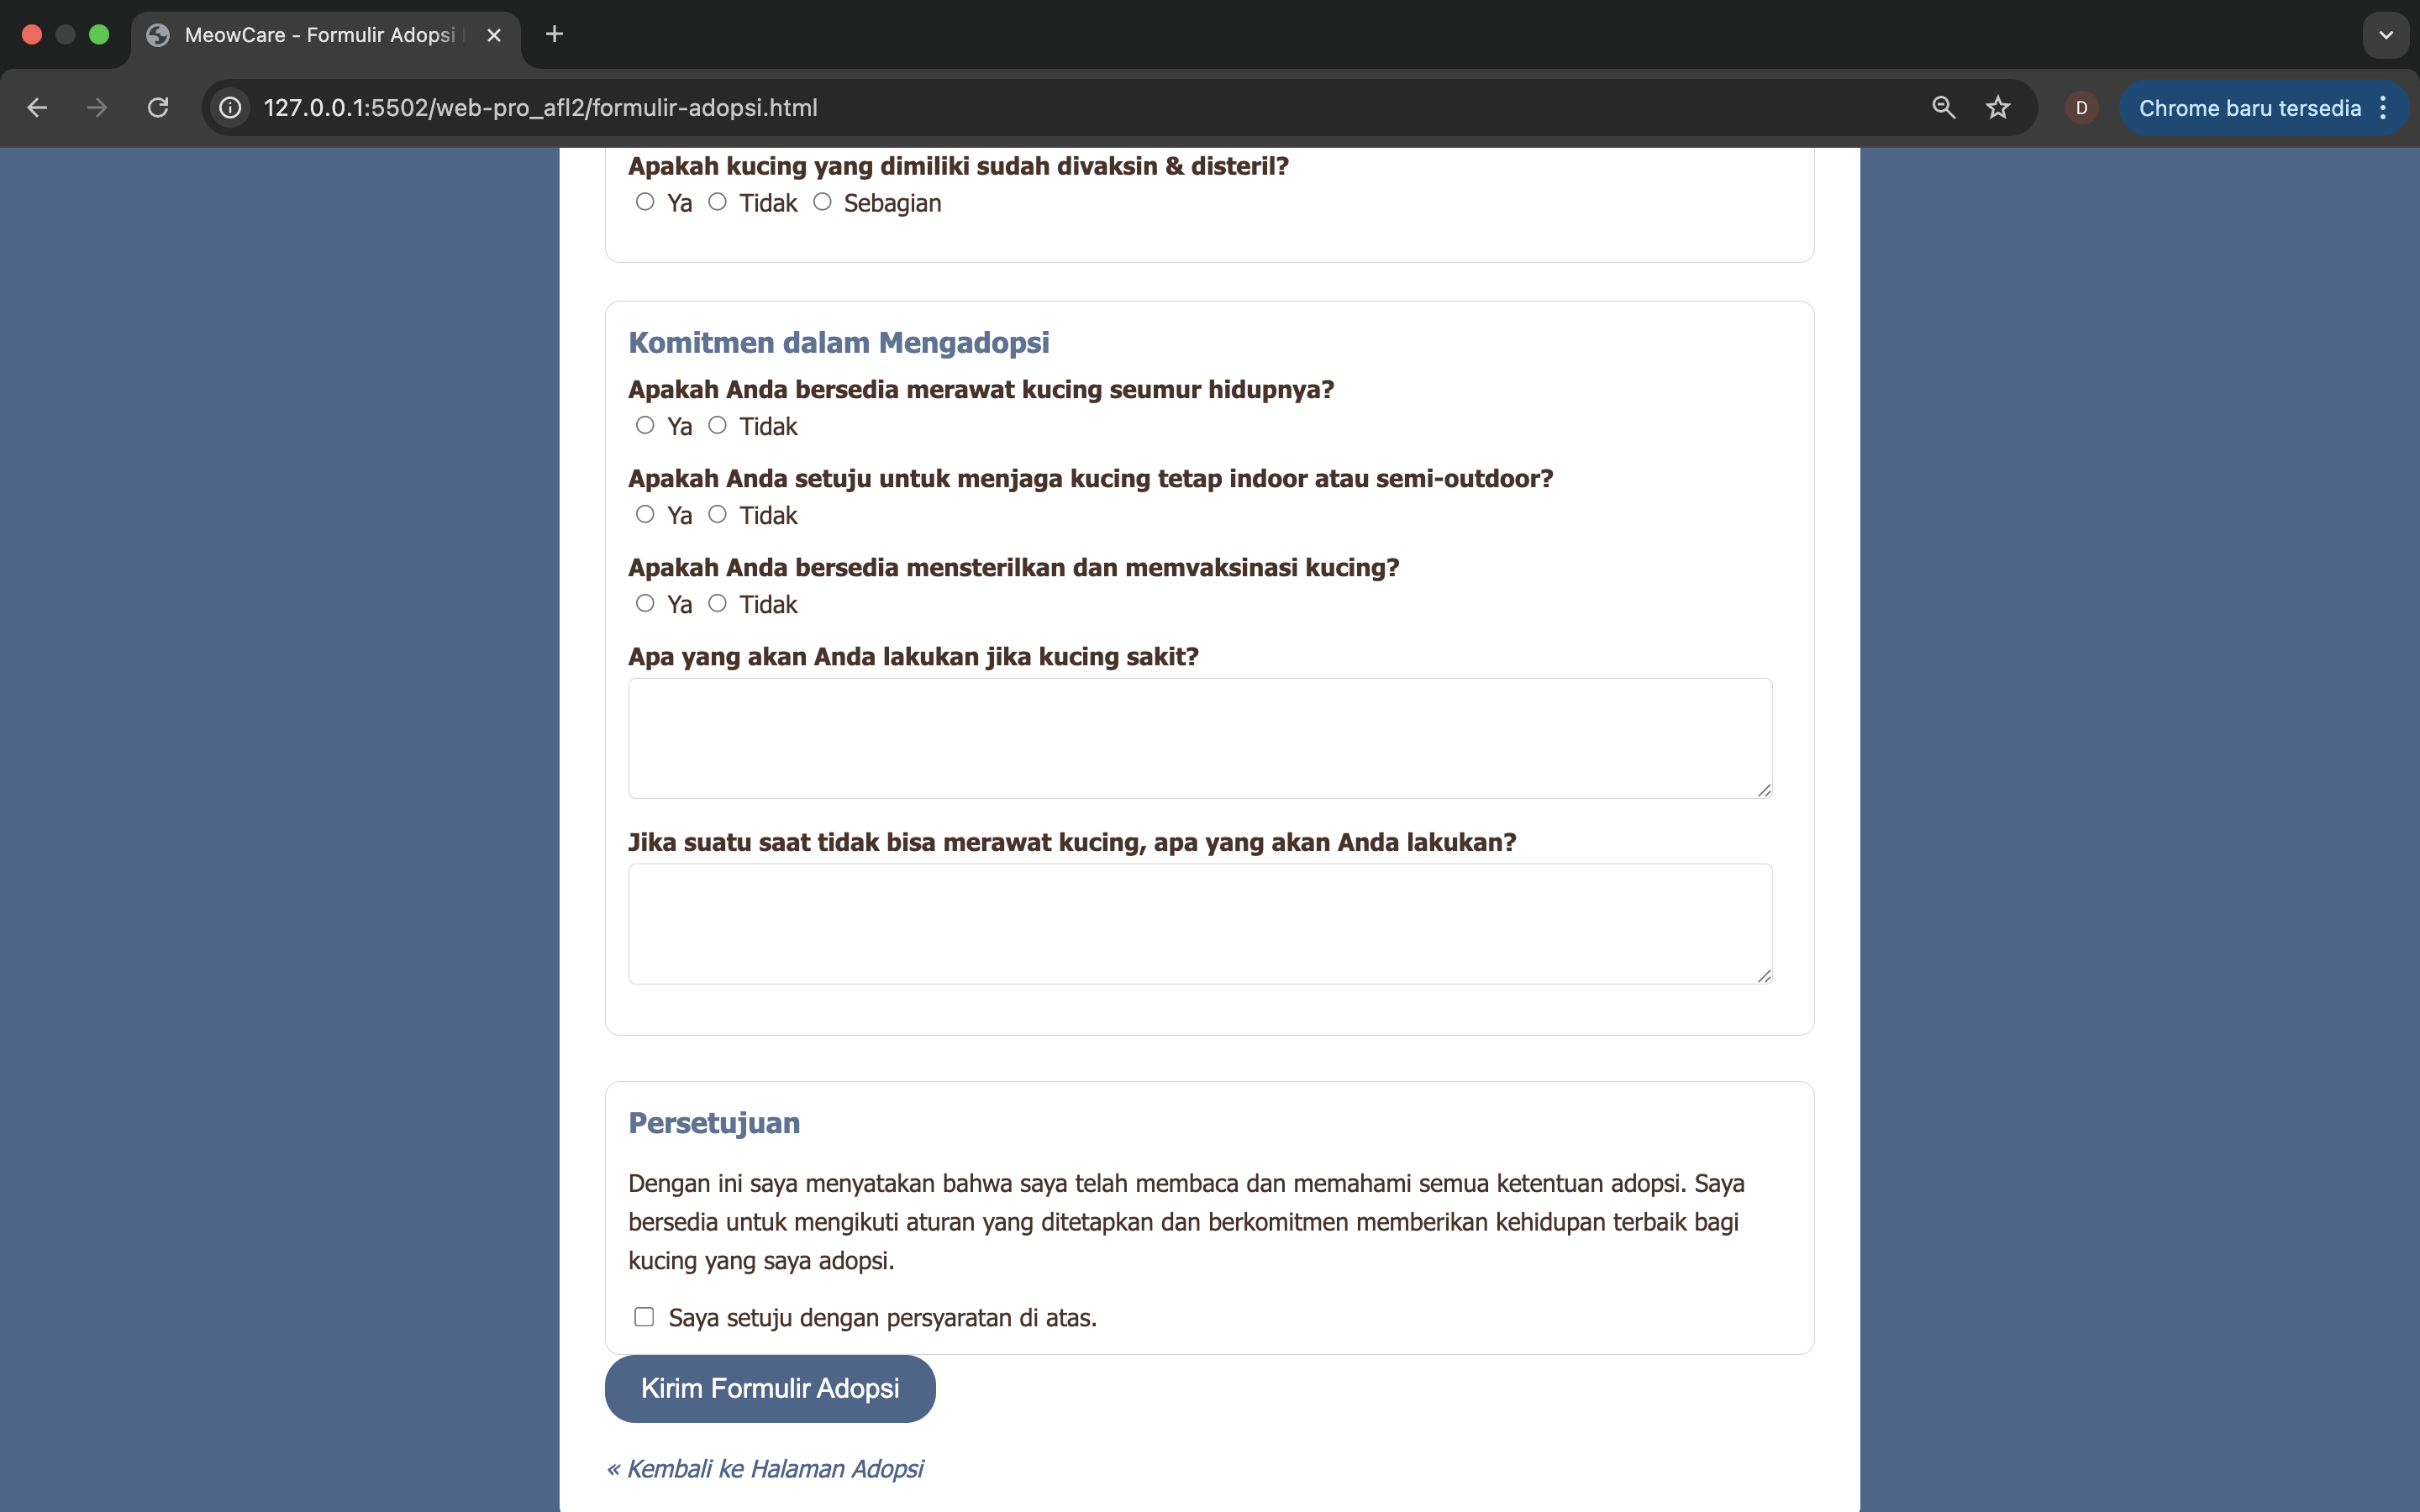 MeowCare - Formulir Adopsi
127.0.0.1:5502/web-pro_afl2/formulir-adopsi.html
D
Chrome baru tersedia
Apakah kucing yang dimiliki sudah divaksin & disteril?
Ya Tidak Sebagian
Komitmen dalam Mengadopsi
Apakah Anda bersedia merawat kucing seumur hidupnya?
Ya Tidak
Apakah Anda setuju untuk menjaga kucing tetap indoor atau semi-outdoor?
Ya Tidak
Apakah Anda bersedia mensterilkan dan memvaksinasi kucing?
Ya Tidak
Apa yang akan Anda lakukan jika kucing sakit?
Jika suatu saat tidak bisa merawat kucing, apa yang akan Anda lakukan?
Persetujuan
Dengan ini saya menyatakan bahwa saya telah membaca dan memahami semua ketentuan adopsi. Saya
bersedia untuk mengikuti aturan yang ditetapkan dan berkomitmen memberikan kehidupan terbaik bagi
kucing yang saya adopsi.
Saya setuju dengan persyaratan di atas.
Kirim Formulir Adopsi
« Kembali ke Halaman Adopsi